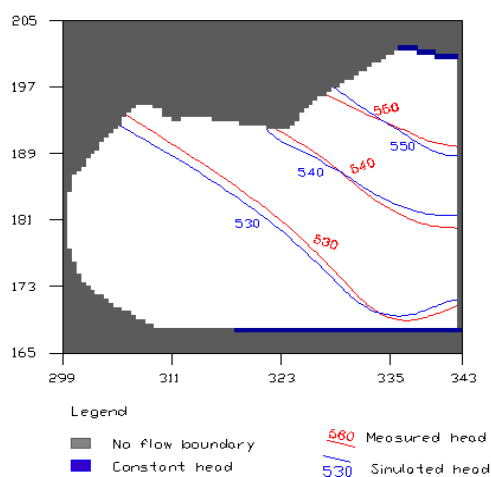 205
197
189
181
173
165
299 311 323 335 343
550
550
540
540
530
530
Legend
No flow boundary
Constant head
560 Measured head
530 Simulated head